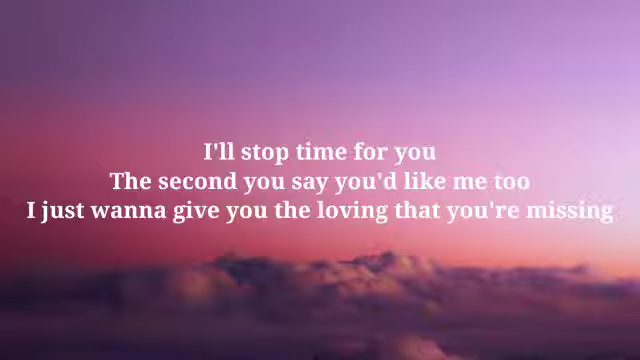 I'll stop time for you
The second you say you'd like me too
I just wanna give you the loving that you're missing